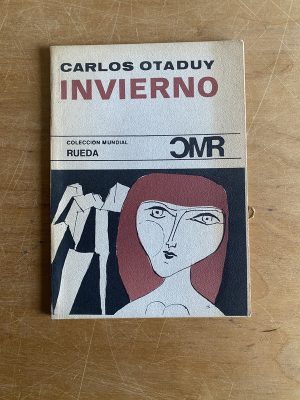 CARLOS OTADUY
INVIERNO
COLECCION MUNDIAL
RUEDA
CMR